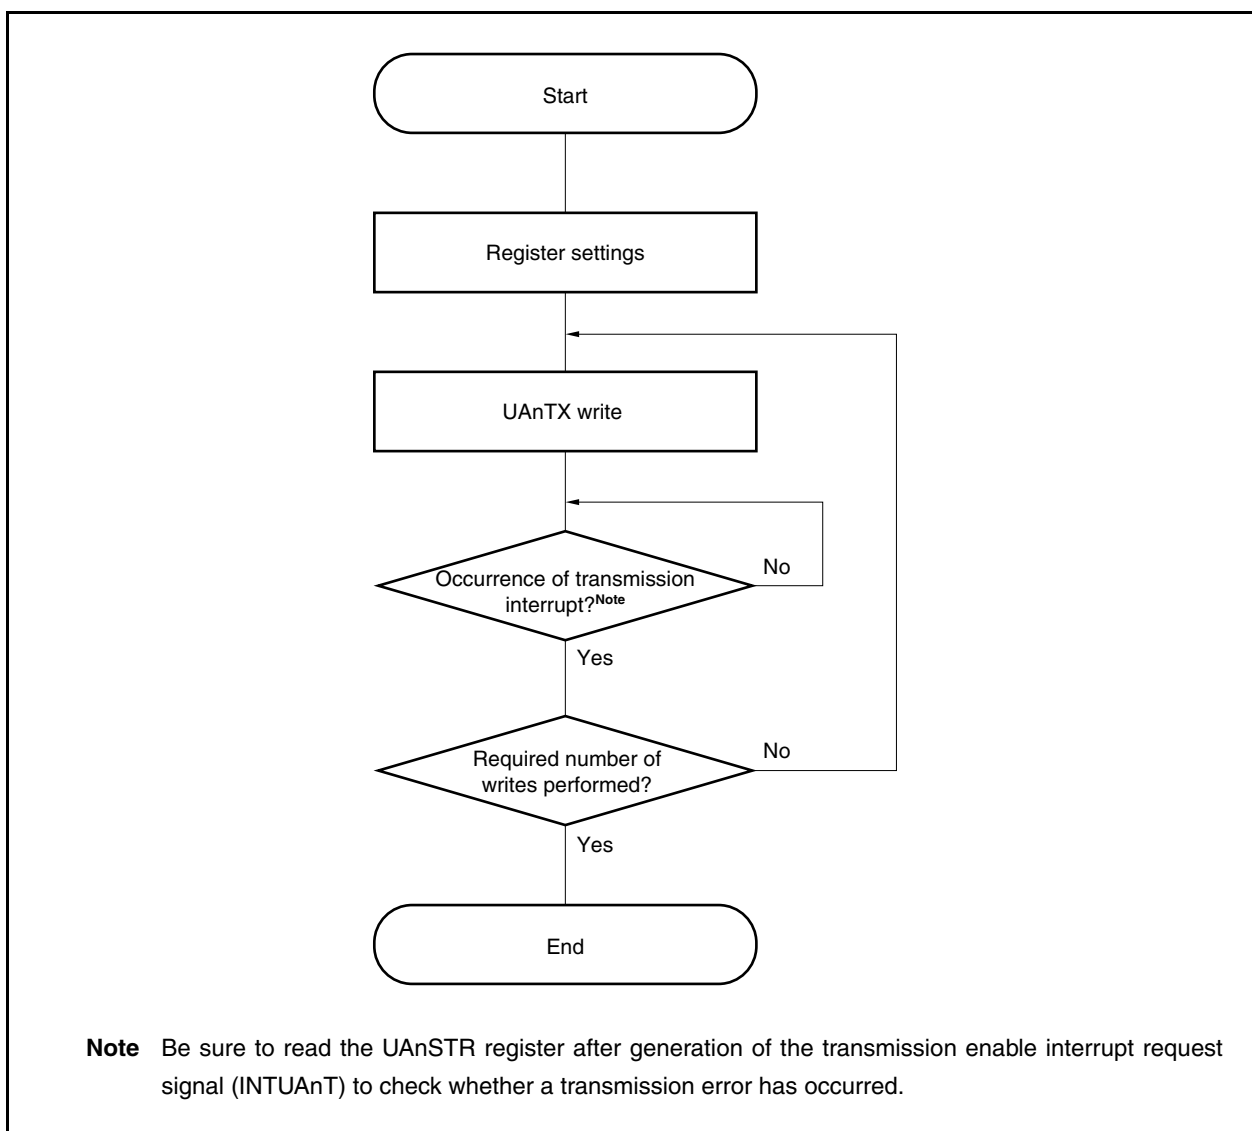 Start
Register settings
UAnTX write
Occurrence of transmission
interrupt?Note
No
Yes
Required number of
writes performed?
No
Yes
End
Note Be sure to read the UAnSTR register after generation of the transmission enable interrupt request
signal (INTUAnT) to check whether a transmission error has occurred.